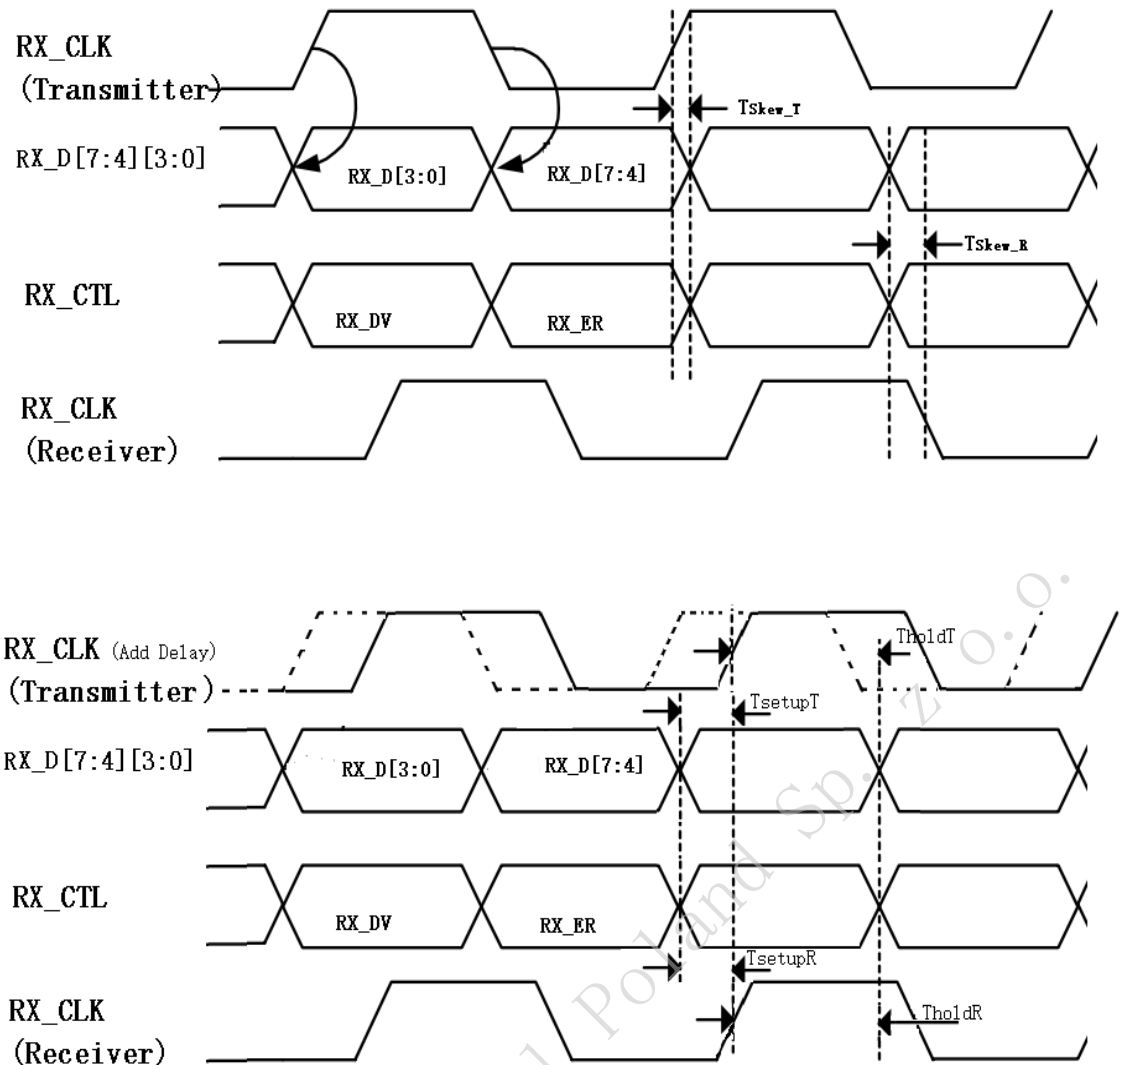 RX_CLK
(Transmitter)
TSkew_T
RX_D[7:4][3:0]
RX_D[3:0]
RX_D[7:4]
TSkew_R
RX_CTL
RX_DV
RX_ER
RX_CLK
(Receiver)
RX_CLK (Add Delay)
(Transmitter)
TholdT
TsetupT
RX_D[7:4][3:0]
RX_D[3:0]
RX_D[7:4]
RX_CTL
RX_DV
RX_ER
TsetupR
RX_CLK
(Receiver)
TholdR
Poland Sp. z o. o.